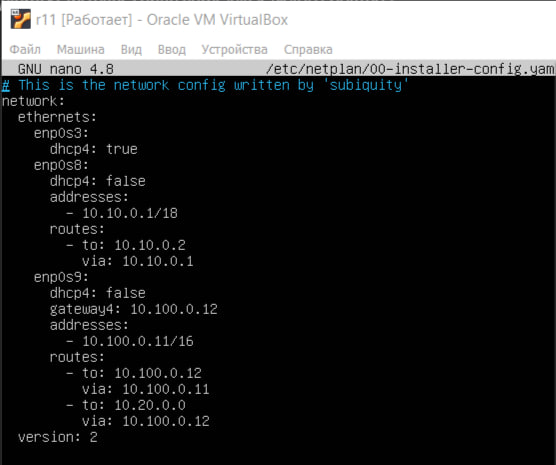 r11 [Работает] - Oracle VM VirtualBox
Файл Машина Вид Ввод Устройства Справка
GNU nano 4.8 /etc/netplan/00-installer-config.yam
# This is the network config written by 'subiquity'
network:
  ethernets:
    enp0s3:
      dhcp4: true
    enp0s8:
      dhcp4: false
      addresses:
        - 10.10.0.1/18
      routes:
        - to: 10.10.0.2
          via: 10.10.0.1
    enp0s9:
      dhcp4: false
      gateway4: 10.100.0.12
      addresses:
        - 10.100.0.11/16
      routes:
        - to: 10.100.0.12
          via: 10.100.0.11
        - to: 10.20.0.0
          via: 10.100.0.12
  version: 2